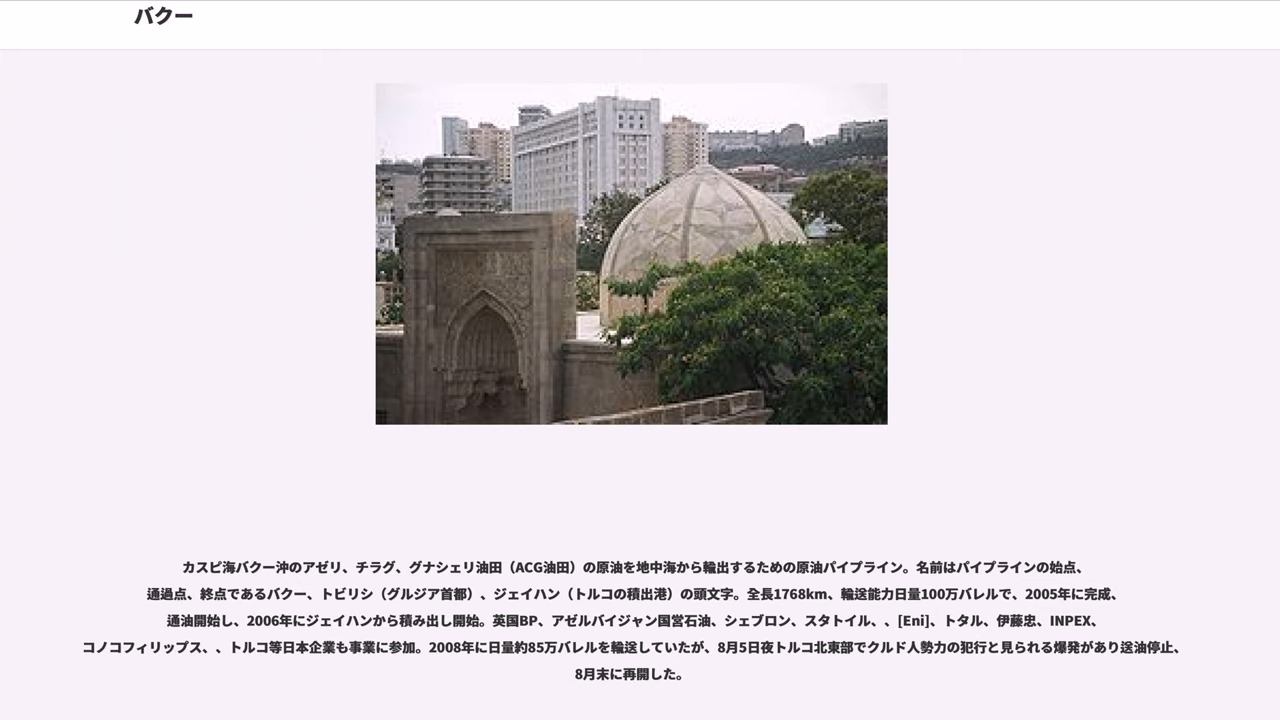 バクー
カスピ海バクー沖のアゼリ、チラグ、グナシェリ油田（ACG油田）の原油を地中海から輸出するための原油パイプライン。名前はパイプラインの始点、
通過点、終点であるバクー、トビリシ（グルジア首都）、ジェイハン（トルコの積出港）の頭文字。全長1768km、輸送能力日量100万バレルで、2005年に完成、
通油開始し、2006年にジェイハンから積み出し開始。英国BP、アゼルバイジャン国営石油、シェブロン、スタトイル、、[Eni]、トタル、伊藤忠、INPEX、
コノコフィリップス、、トルコ等日本企業も事業に参加。2008年に日量約85万バレルを輸送していたが、8月5日夜トルコ北東部でクルド人勢力の犯行と見られる爆発があり送油停止、
8月末に再開した。